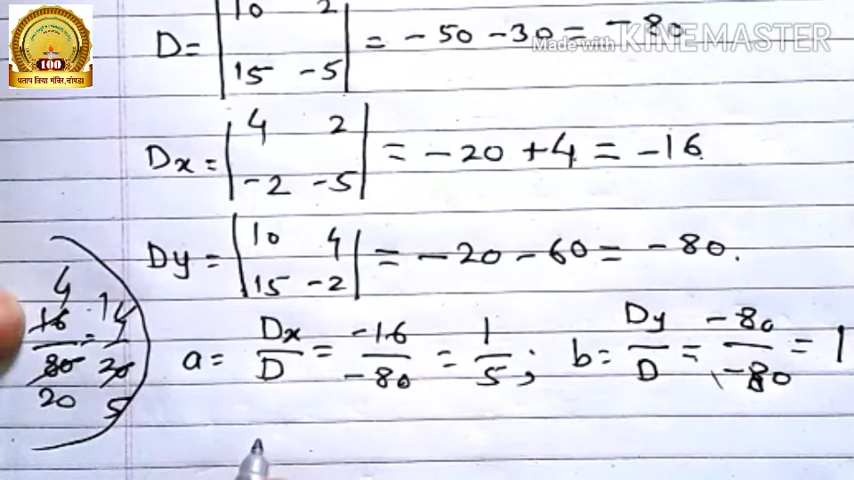 10 2
D = = -50 - 30 = -80
15 -5
Made with KINEMASTER
100
प्रताप विद्या मंदिर, चोपडा
4 2
Dx = = -20 + 4 = -16
-2 -5
10 4
Dy = = -20 - 60 = -80.
15 -2
4 1
16 = 4
80 20
20 5
a = Dx/D = -16/-80 = 1/5 ; b = Dy/D = -80/-80 = 1